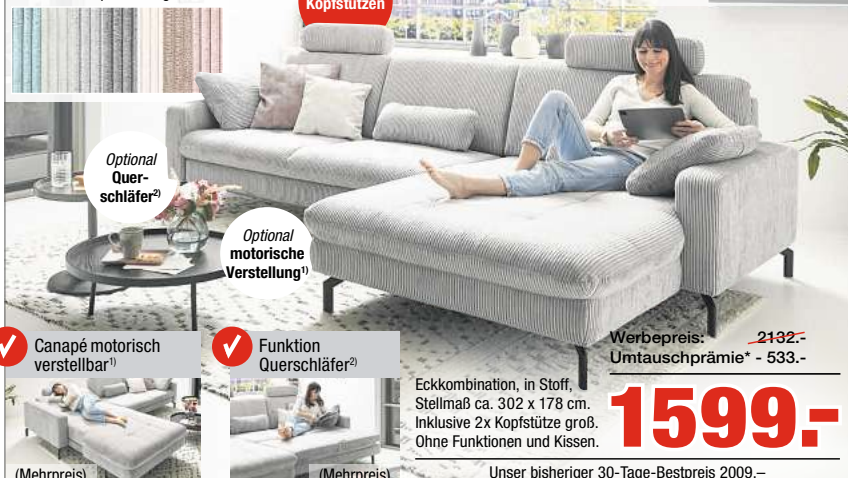 Kopfstützen
Optional
Quer-
schläfer²⁾
Optional
motorische
Verstellung¹⁾
Canapé motorisch
verstellbar¹⁾
(Mehrpreis)
Funktion
Querschläfer²⁾
(Mehrpreis)
Eckkombination, in Stoff,
Stellmaß ca. 302 x 178 cm.
Inklusive 2x Kopfstütze groß.
Ohne Funktionen und Kissen.
Werbepreis: 2132.-
Umtauschprämie* - 533.-
1599.-
Unser bisheriger 30-Tage-Bestpreis 2009.–